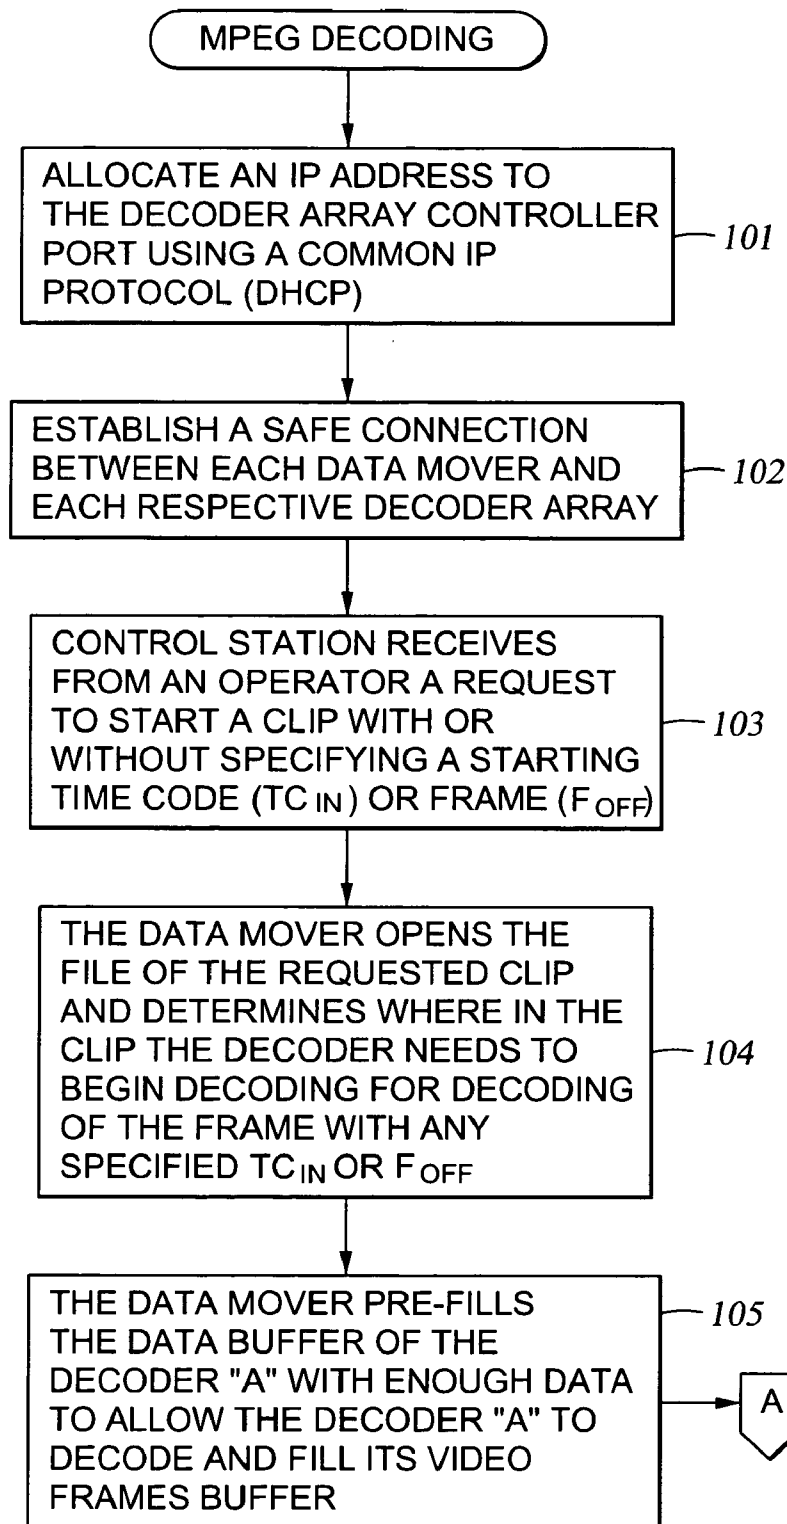 MPEG DECODING
ALLOCATE AN IP ADDRESS TO
THE DECODER ARRAY CONTROLLER
PORT USING A COMMON IP
PROTOCOL (DHCP)
101
ESTABLISH A SAFE CONNECTION
BETWEEN EACH DATA MOVER AND
EACH RESPECTIVE DECODER ARRAY
102
CONTROL STATION RECEIVES
FROM AN OPERATOR A REQUEST
TO START A CLIP WITH OR
WITHOUT SPECIFYING A STARTING
TIME CODE (TC IN) OR FRAME (F OFF)
103
THE DATA MOVER OPENS THE
FILE OF THE REQUESTED CLIP
AND DETERMINES WHERE IN THE
CLIP THE DECODER NEEDS TO
BEGIN DECODING FOR DECODING
OF THE FRAME WITH ANY
SPECIFIED TC IN OR F OFF
104
THE DATA MOVER PRE-FILLS
THE DATA BUFFER OF THE
DECODER "A" WITH ENOUGH DATA
TO ALLOW THE DECODER "A" TO
DECODE AND FILL ITS VIDEO
FRAMES BUFFER
105
A